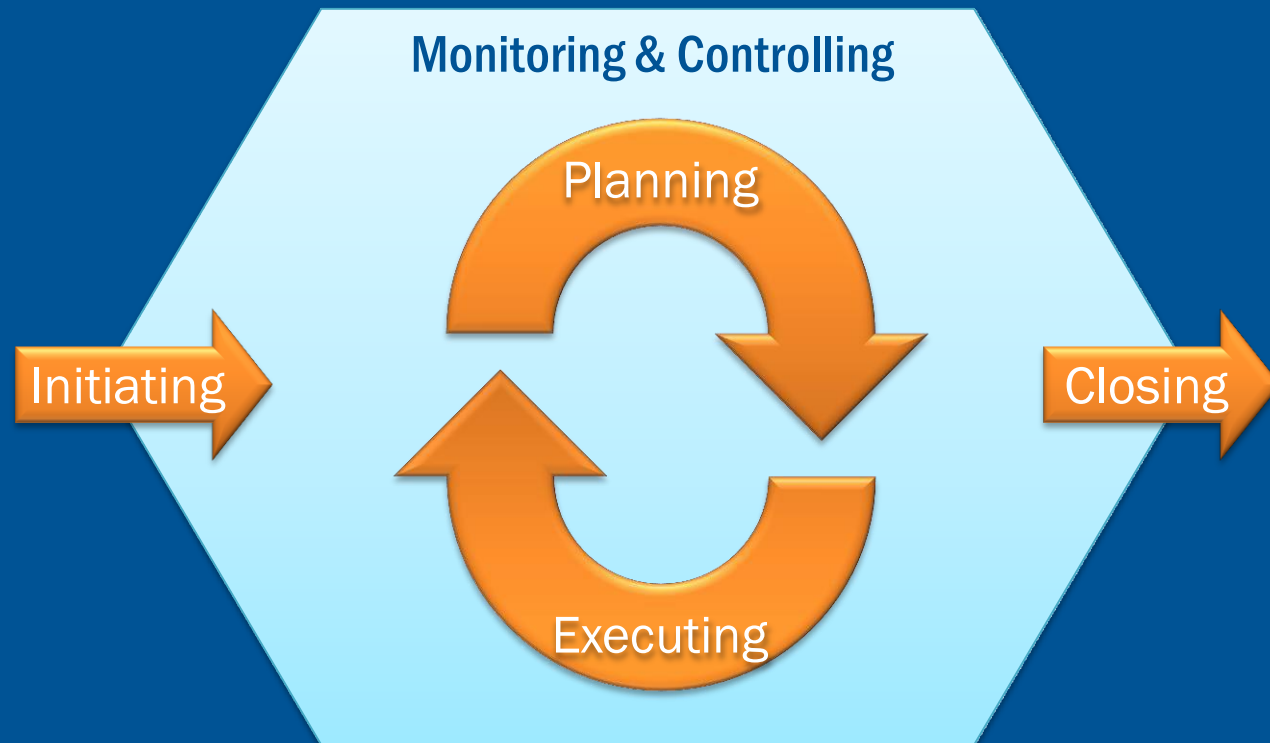 Monitoring & Controlling
Planning
Initiating
Closing
Executing